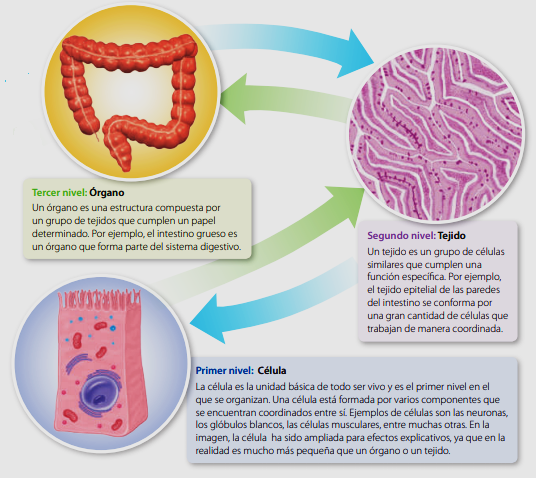 Tercer nivel: Órgano
Un órgano es una estructura compuesta por
un grupo de tejidos que cumplen un papel
determinado. Por ejemplo, el intestino grueso es
un órgano que forma parte del sistema digestivo.
Segundo nivel: Tejido
Un tejido es un grupo de células
similares que cumplen una
función específica. Por ejemplo,
el tejido epitelial de las paredes
del intestino se conforma por
una gran cantidad de células que
trabajan de manera coordinada.
Primer nivel: Célula
La célula es la unidad básica de todo ser vivo y es el primer nivel en el
que se organizan. Una célula está formada por varios componentes que
se encuentran coordinados entre sí. Ejemplos de células son las neuronas,
los glóbulos blancos, las células musculares, entre muchas otras. En la
imagen, la célula ha sido ampliada para efectos explicativos, ya que en la
realidad es mucho más pequeña que un órgano o un tejido.